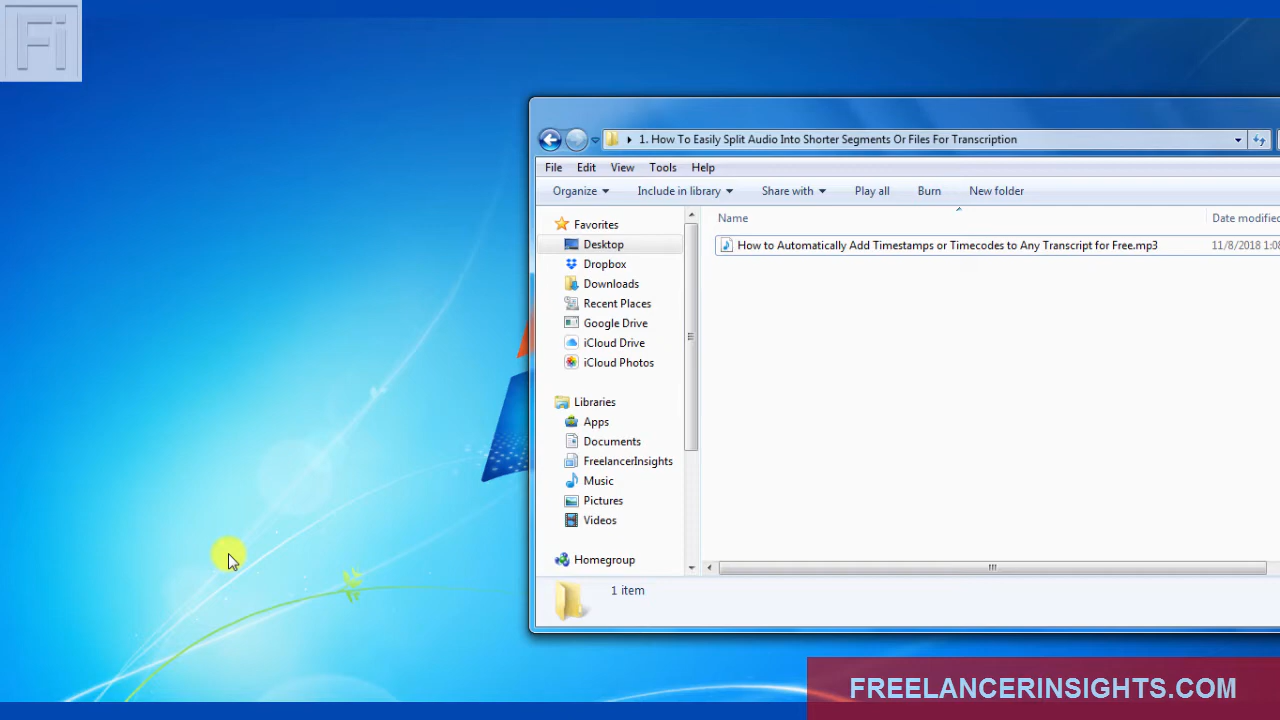 Fi
1. How To Easily Split Audio Into Shorter Segments Or Files For Transcription
File Edit View Tools Help
Organize Include in library Share with Play all Burn New folder
Name Date modified
How to Automatically Add Timestamps or Timecodes to Any Transcript for Free.mp3 11/8/2018 1:08
Favorites
Desktop
Dropbox
Downloads
Recent Places
Google Drive
iCloud Drive
iCloud Photos
Libraries
Apps
Documents
FreelancerInsights
Music
Pictures
Videos
Homegroup
1 item
FREELANCERINSIGHTS.COM